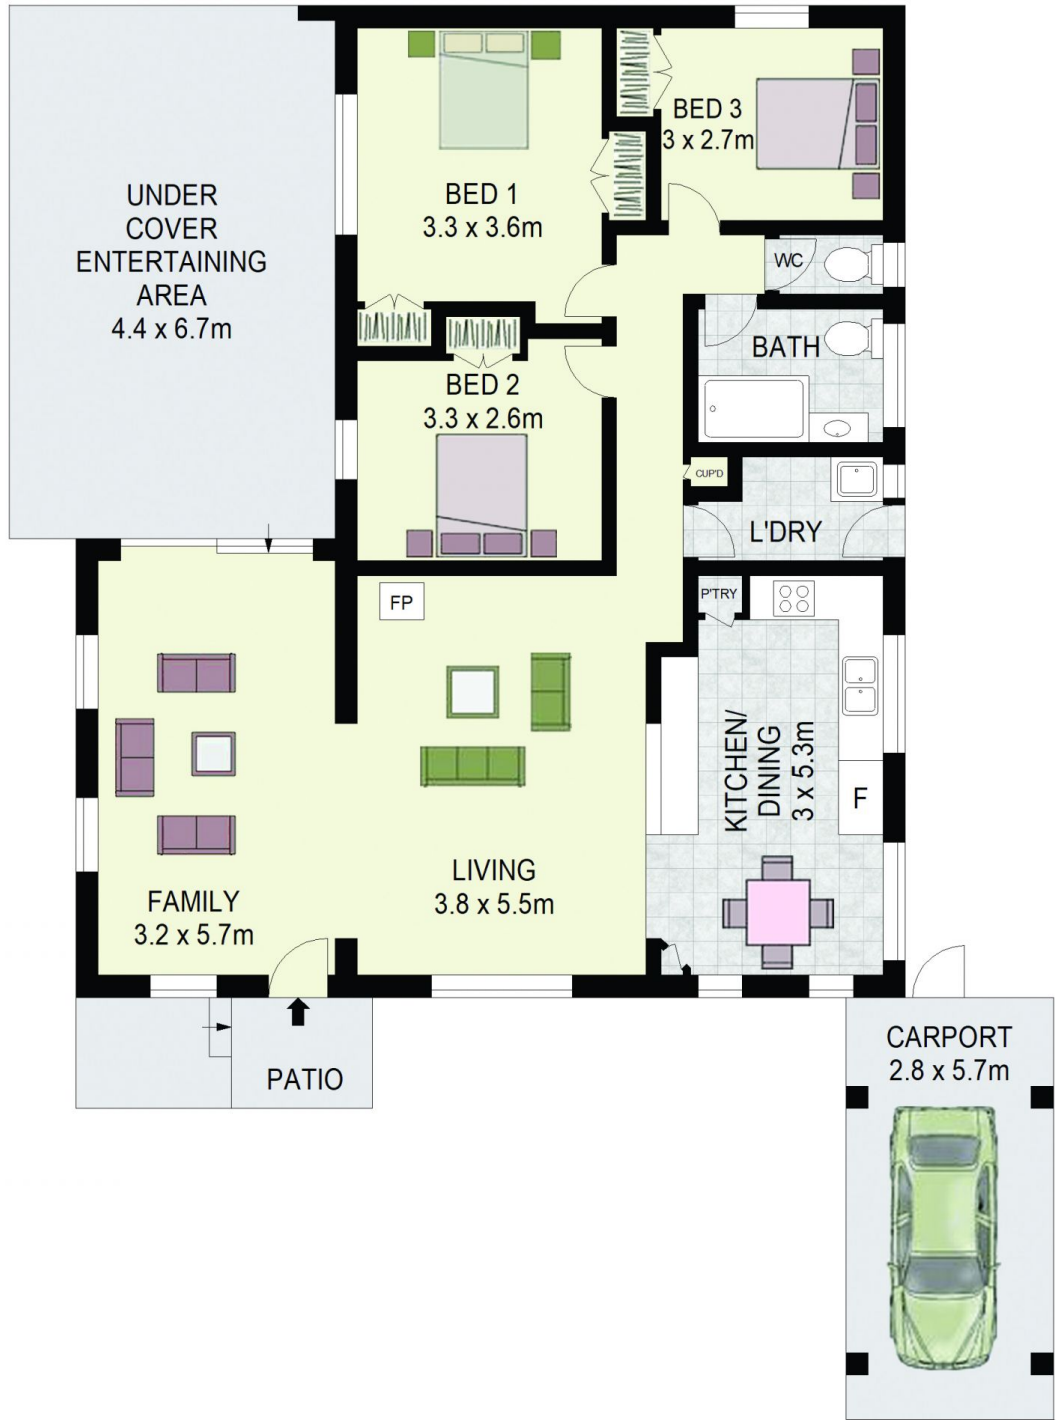 UNDER
COVER
ENTERTAINING
AREA
4.4 x 6.7m
BED 1
3.3 x 3.6m
BED 3
3 x 2.7m
WC
BATH
BED 2
3.3 x 2.6m
CUP'D
L'DRY
FP
P'TRY
KITCHEN/
DINING
3 x 5.3m
F
LIVING
3.8 x 5.5m
FAMILY
3.2 x 5.7m
PATIO
CARPORT
2.8 x 5.7m